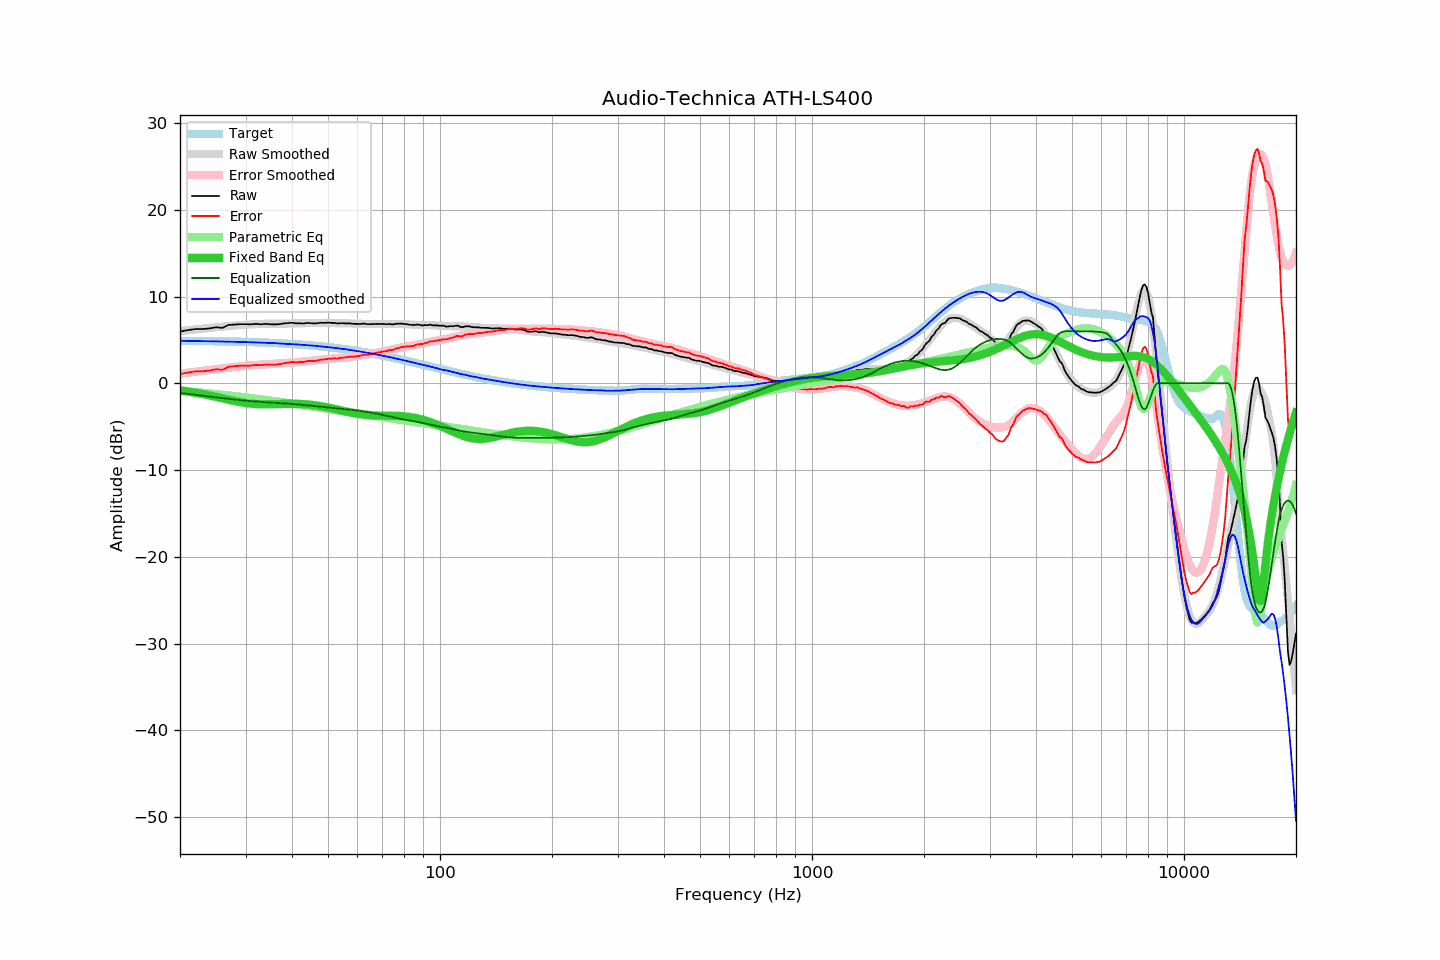 Audio-Technica ATH-LS400
30
20
10
0
−10
−20
−30
−40
−50
Amplitude (dBr)
Target
Raw Smoothed
Error Smoothed
Raw
Error
Parametric Eq
Fixed Band Eq
Equalization
Equalized smoothed
100
1000
10000
Frequency (Hz)